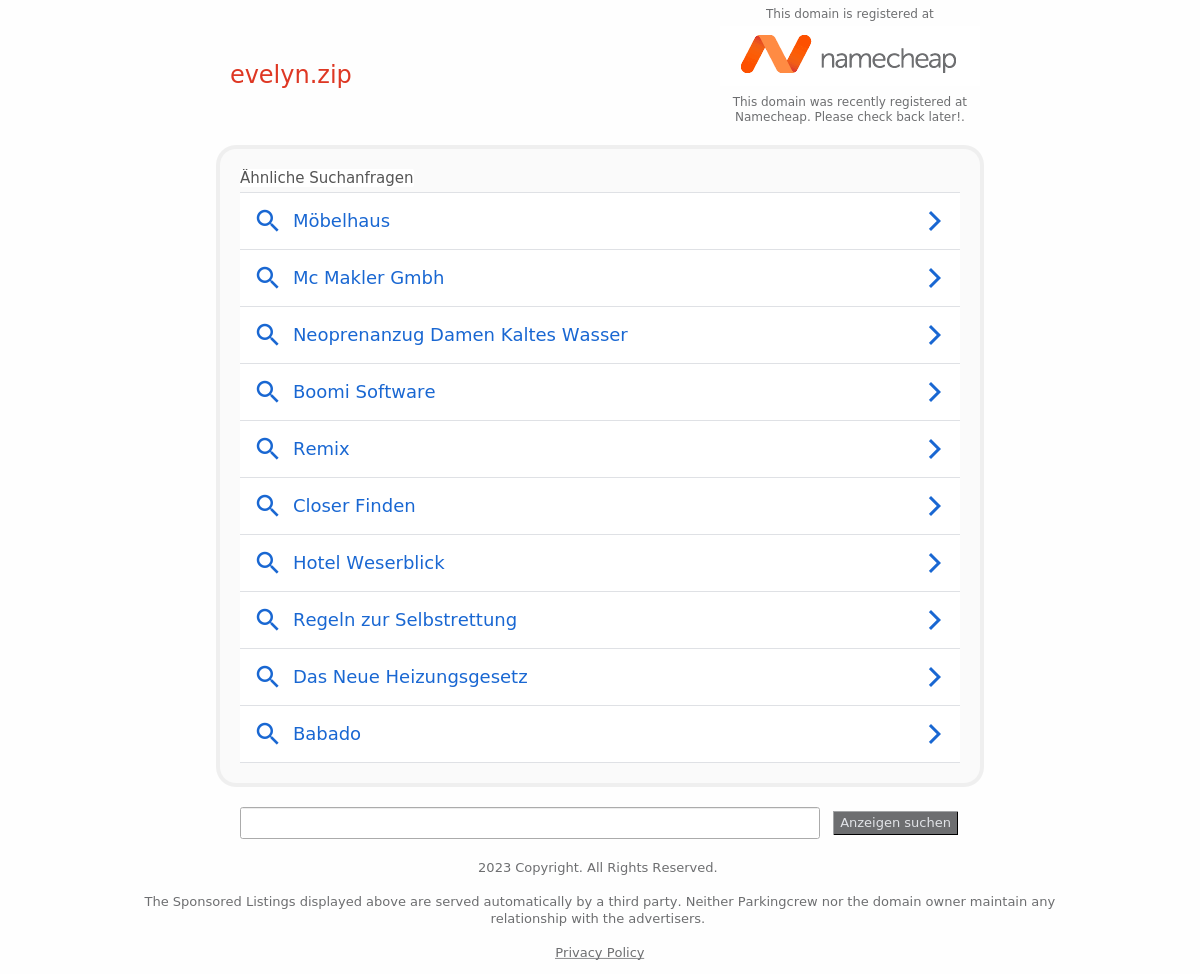 This domain is registered at
namecheap
evelyn.zip
This domain was recently registered at
Namecheap. Please check back later!.
Ähnliche Suchanfragen
Möbelhaus
Mc Makler Gmbh
Neoprenanzug Damen Kaltes Wasser
Boomi Software
Remix
Closer Finden
Hotel Weserblick
Regeln zur Selbstrettung
Das Neue Heizungsgesetz
Babado
Anzeigen suchen
2023 Copyright. All Rights Reserved.
The Sponsored Listings displayed above are served automatically by a third party. Neither Parkingcrew nor the domain owner maintain any
relationship with the advertisers.
Privacy Policy